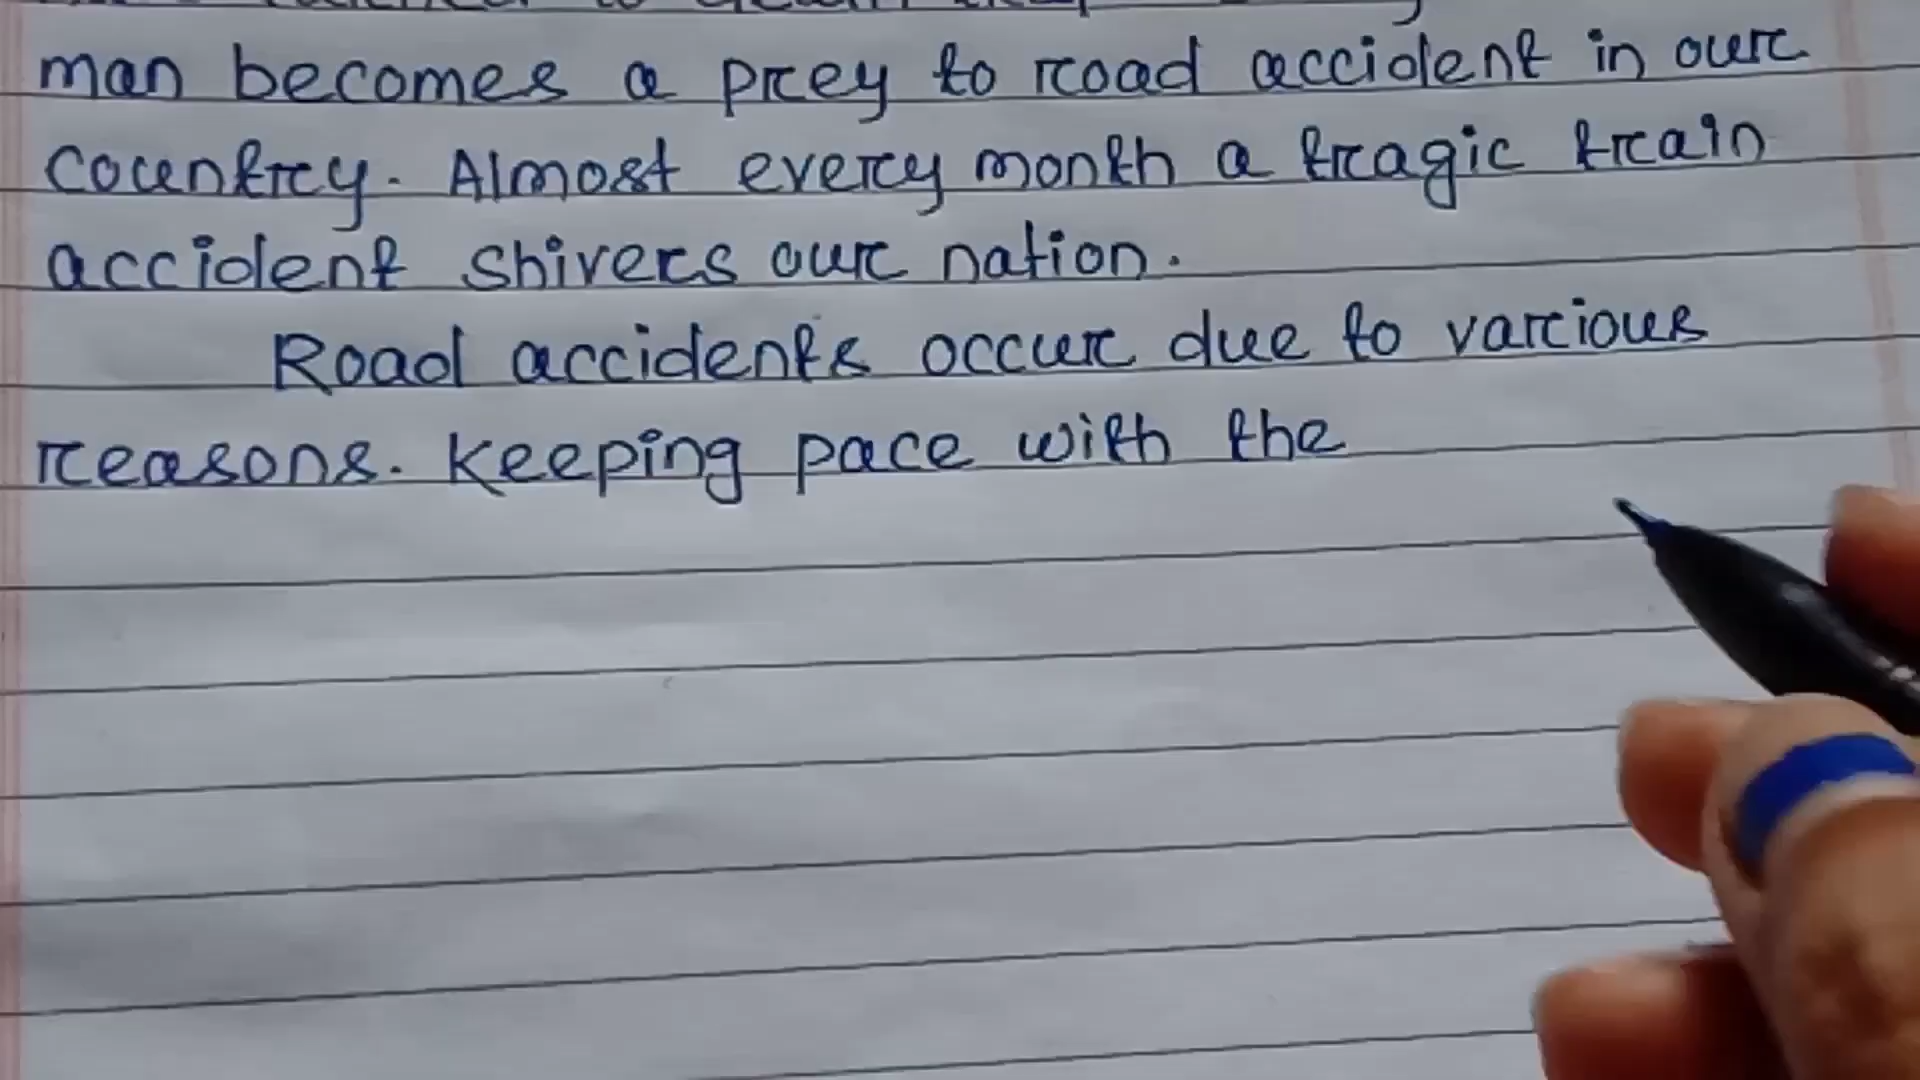 man becomes a prey to road accident in our
country. Almost every month a tragic train
accident shivers our nation.
Road accidents occur due to various
reasons. Keeping pace with the